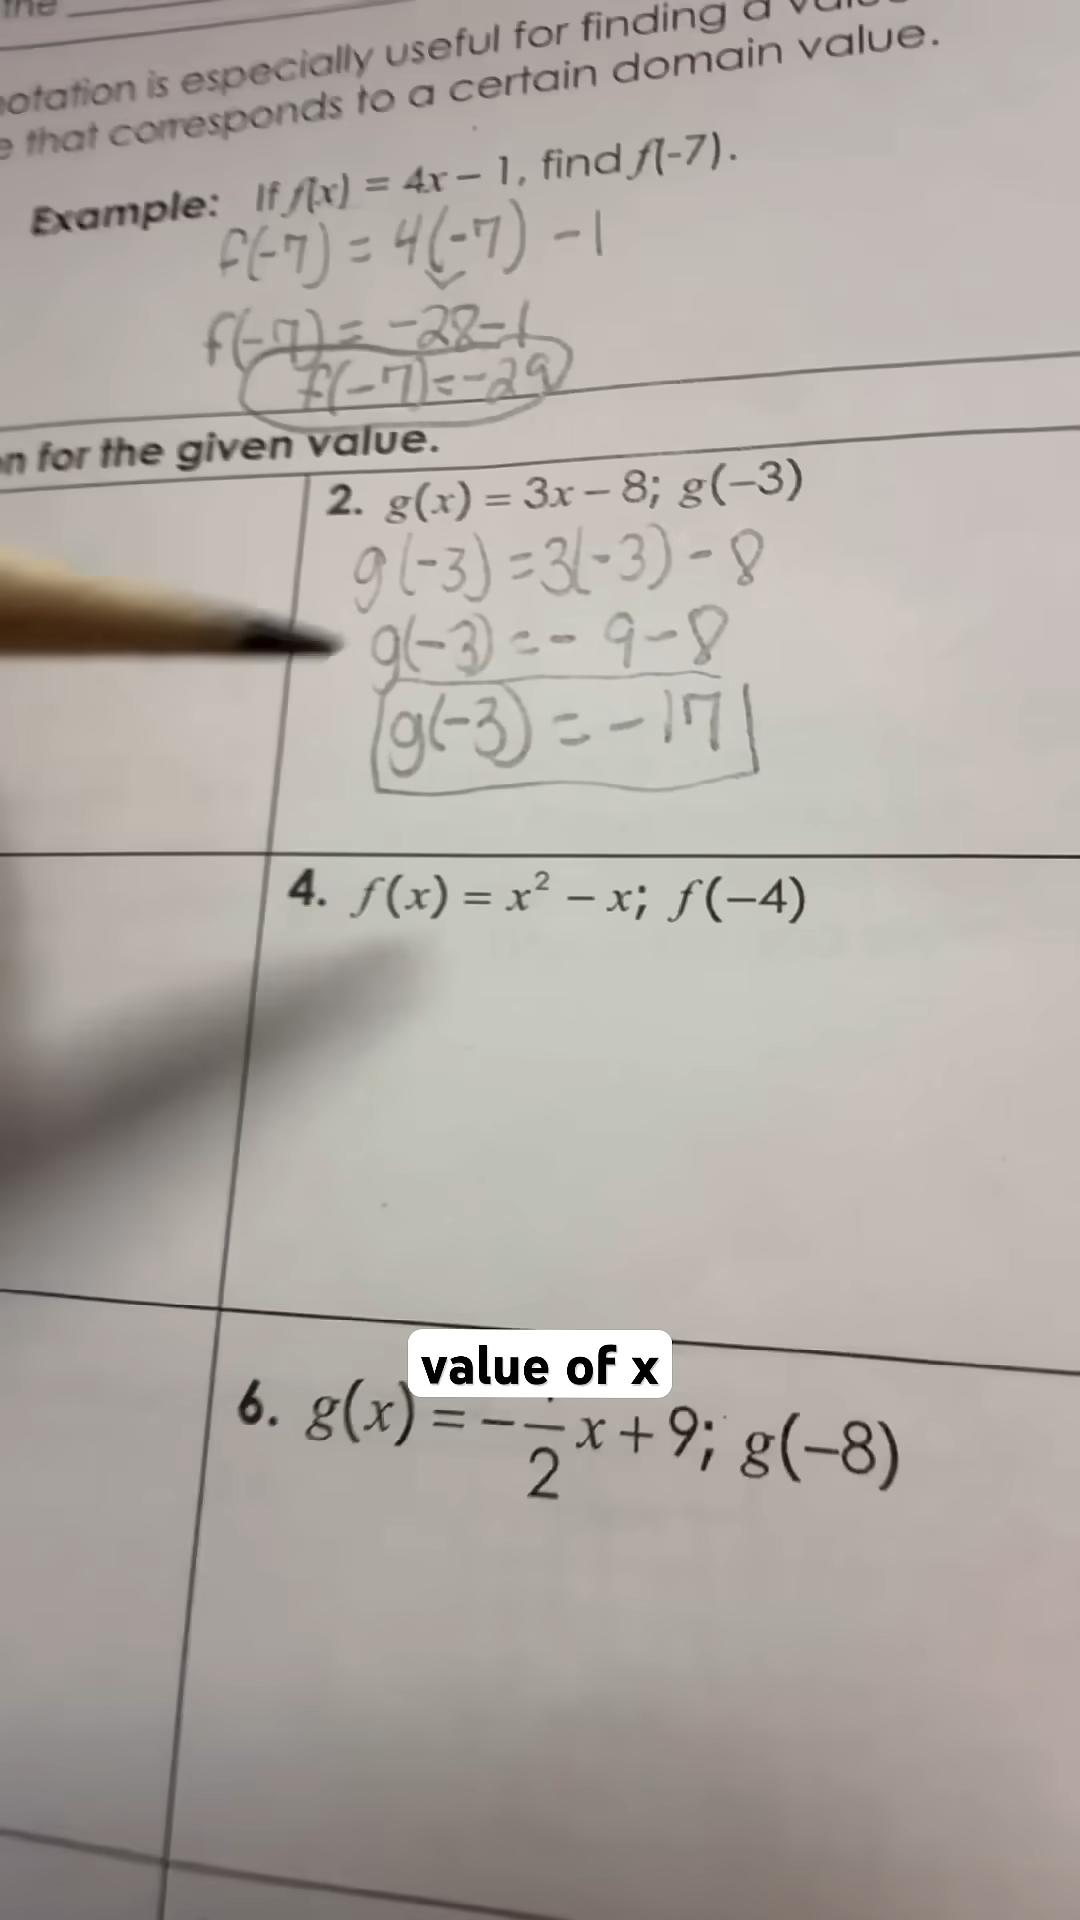 the
notation is especially useful for finding a
e that corresponds to a certain domain value.
Example: If f(x) = 4x – 1, find f(-7).
f(-7) = 4(-7) - 1
f(-7) = -28-1
f(-7)=-29
n for the given value.
2. g(x) = 3x – 8; g(−3)
g(-3) = 3(-3) - 8
g(-3) = - 9-8
g(-3) = -17
4. f(x) = x² − x; f(−4)
value of x
6. g(x) = −—/2 x + 9; g(−8)